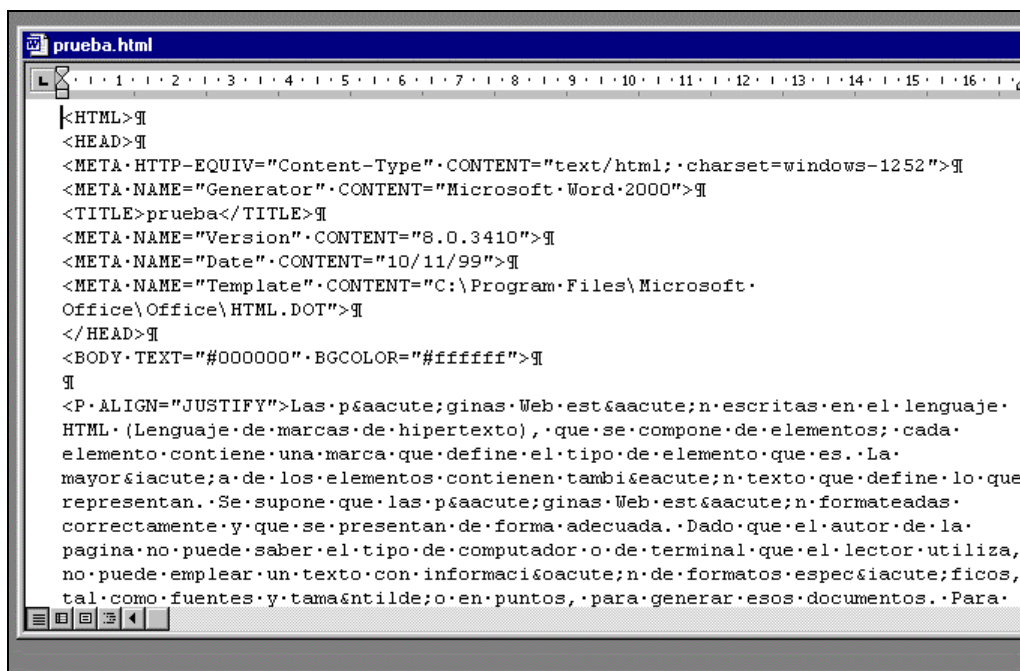 prueba.html
L 1 2 3 4 5 6 7 8 9 10 11 12 13 14 15 16
<HTML>¶
<HEAD>¶
<META·HTTP-EQUIV="Content-Type"·CONTENT="text/html;·charset=windows-1252">¶
<META·NAME="Generator"·CONTENT="Microsoft·Word·2000">¶
<TITLE>prueba</TITLE>¶
<META·NAME="Version"·CONTENT="8.0.3410">¶
<META·NAME="Date"·CONTENT="10/11/99">¶
<META·NAME="Template"·CONTENT="C:\Program·Files\Microsoft·
Office\Office\HTML.DOT">¶
</HEAD>¶
<BODY·TEXT="#000000"·BGCOLOR="#ffffff">¶
¶
<P·ALIGN="JUSTIFY">Las·p&aacute;ginas·Web·est&aacute;n·escritas·en·el·lenguaje·
HTML·(Lenguaje·de·marcas·de·hipertexto),·que·se·compone·de·elementos;·cada·
elemento·contiene·una·marca·que·define·el·tipo·de·elemento·que·es.·La·
mayor&iacute;a·de·los·elementos·contienen·tambi&eacute;n·texto·que·define·lo·que
representan.·Se·supone·que·las·p&aacute;ginas·Web·est&aacute;n·formateadas·
correctamente·y·que·se·presentan·de·forma·adecuada.·Dado·que·el·autor·de·la·
pagina·no·puede·saber·el·tipo·de·computador·o·de·terminal·que·el·lector·utiliza,
no·puede·emplear·un·texto·con·informaci&oacute;n·de·formatos·espec&iacute;ficos,
tal·como·fuentes·y·tama&ntilde;o·en·puntos,·para·generar·esos·documentos.·Para·